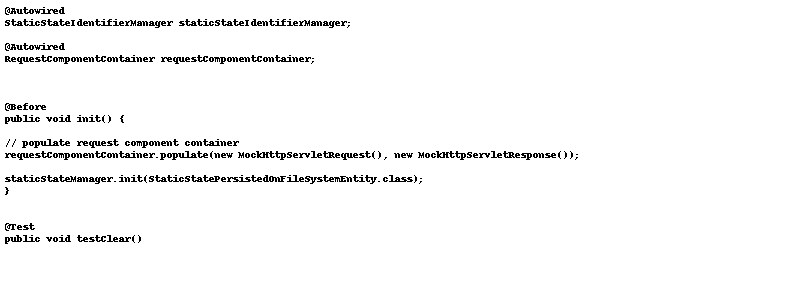 @Autowired
StaticStateIdentifierManager staticStateIdentifierManager;
@Autowired
RequestComponentContainer requestComponentContainer;
@Before
public void init() {
// populate request component container
requestComponentContainer.populate(new MockHttpServletRequest(), new MockHttpServletResponse());
staticStateManager.init(StaticStatePersistedOnFileSystemEntity.class);
}
@Test
public void testClear()